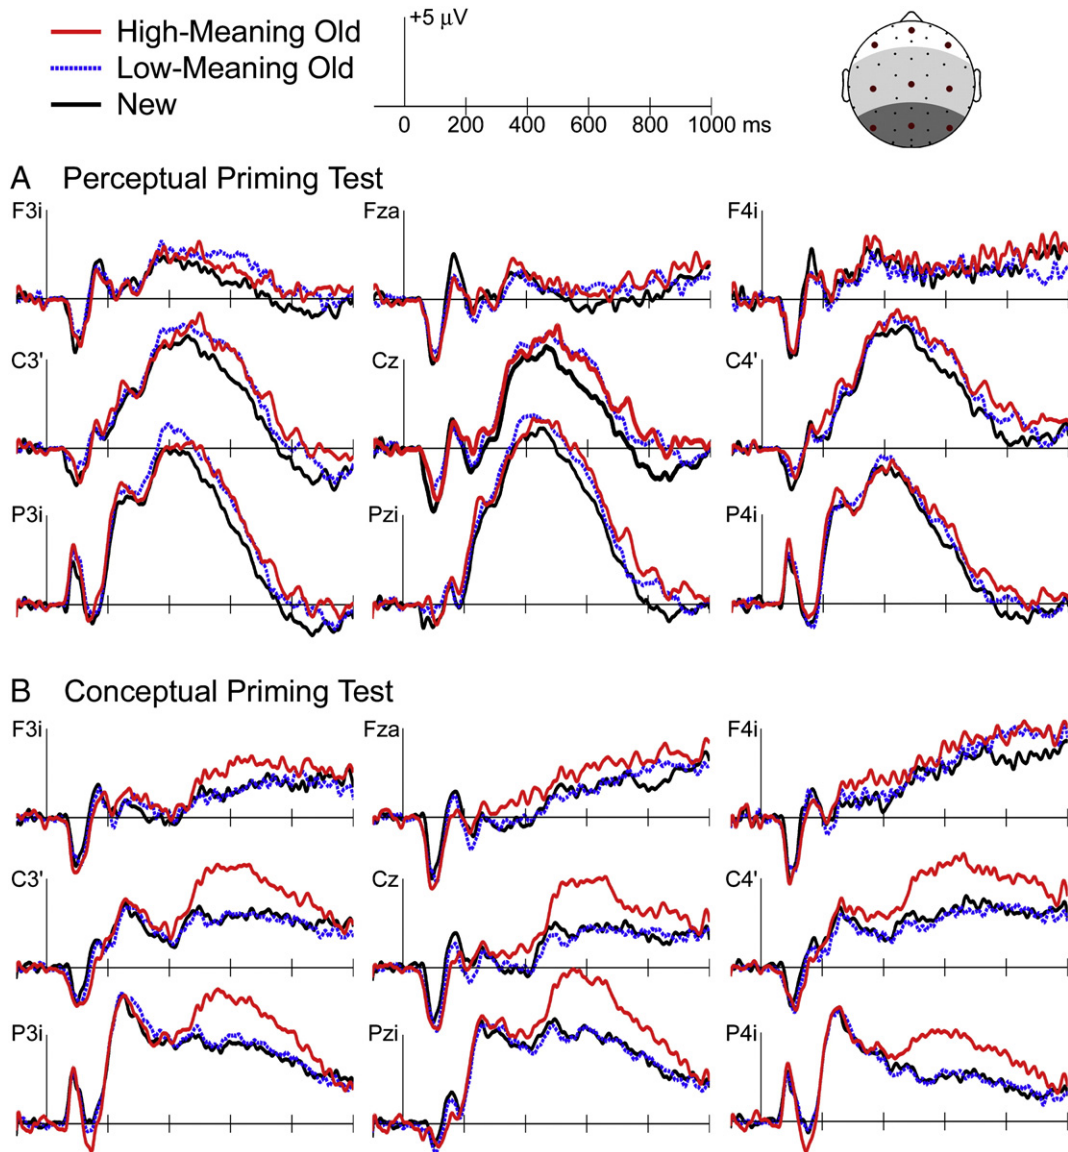 High-Meaning Old
Low-Meaning Old
New
+5 µV
0 200 400 600 800 1000 ms
A Perceptual Priming Test
F3i Fza F4i
C3' Cz C4'
P3i Pzi P4i
B Conceptual Priming Test
F3i Fza F4i
C3' Cz C4'
P3i Pzi P4i